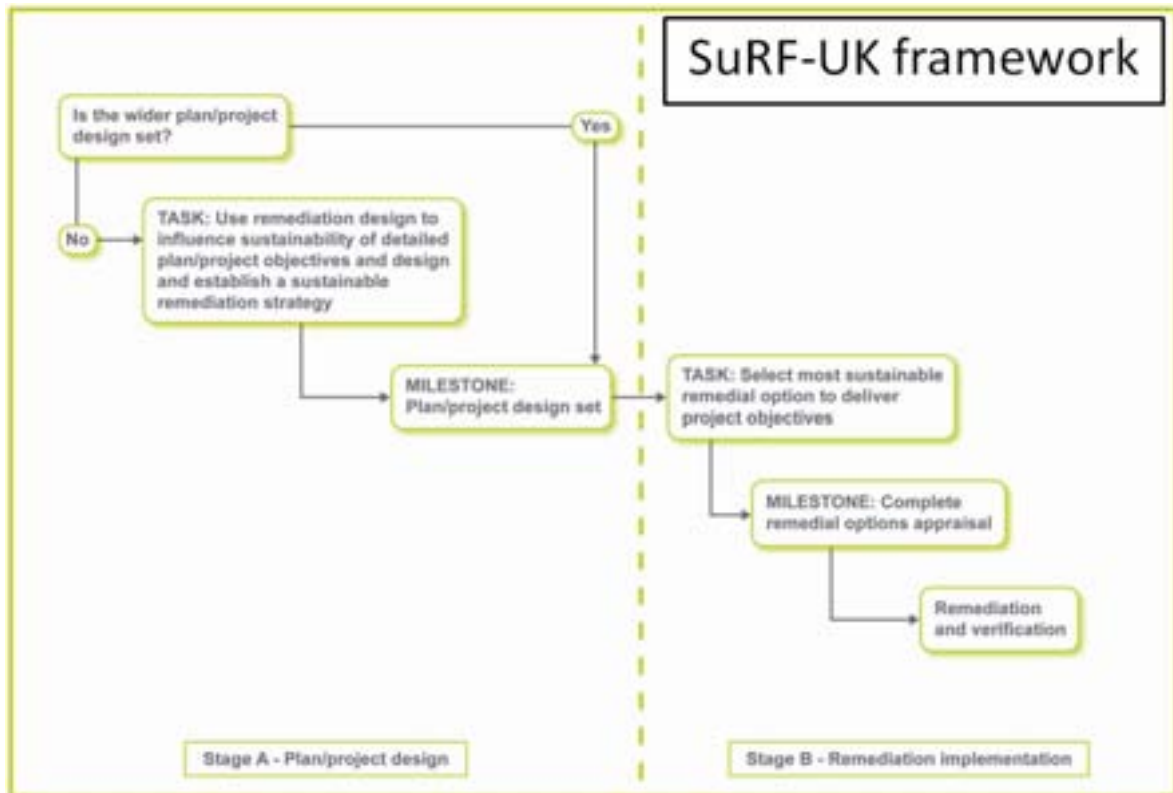 SuRF-UK framework
Is the wider plan/project
design set?
Yes
No
TASK: Use remediation design to
influence sustainability of detailed
plan/project objectives and design
and establish a sustainable
remediation strategy
MILESTONE:
Plan/project design set
TASK: Select most sustainable
remedial option to deliver
project objectives
MILESTONE: Complete
remedial options appraisal
Remediation
and verification
Stage A - Plan/project design
Stage B - Remediation implementation